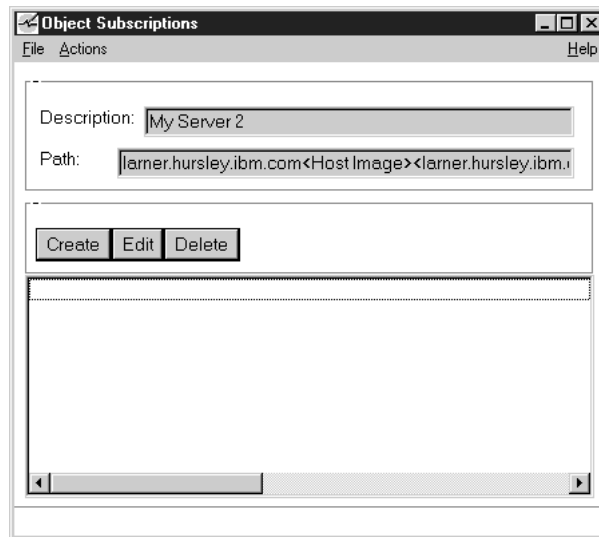 Object Subscriptions
File Actions Help
Description: My Server 2
Path: larner.hursley.ibm.com<Host Image><larner.hursley.ibm.
Create Edit Delete